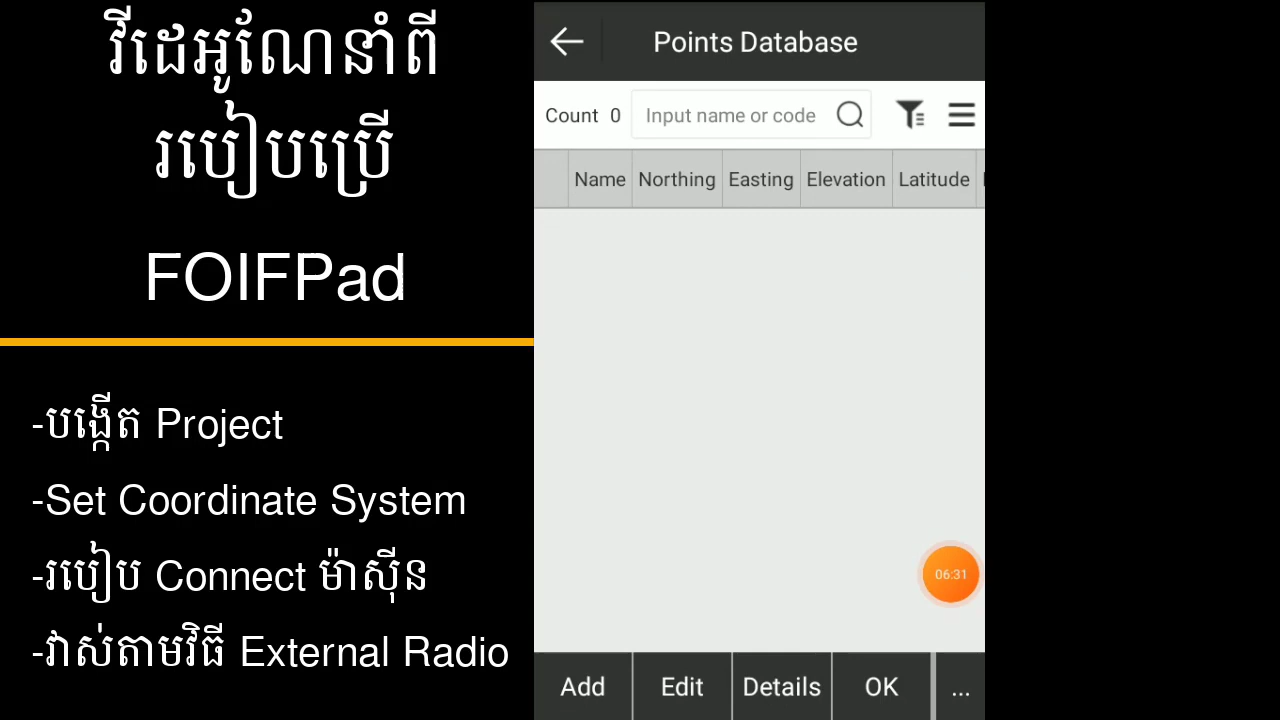 វីដេអូណែនាំពី
របៀបប្រើ
FOIFPad
-បង្កើត Project
-Set Coordinate System
-របៀប Connect ម៉ាស៊ីន
-វាស់តាមវិធី External Radio
Points Database
Count 0 Input name or code
Name Northing Easting Elevation Latitude
06:31
Add Edit Details OK ...